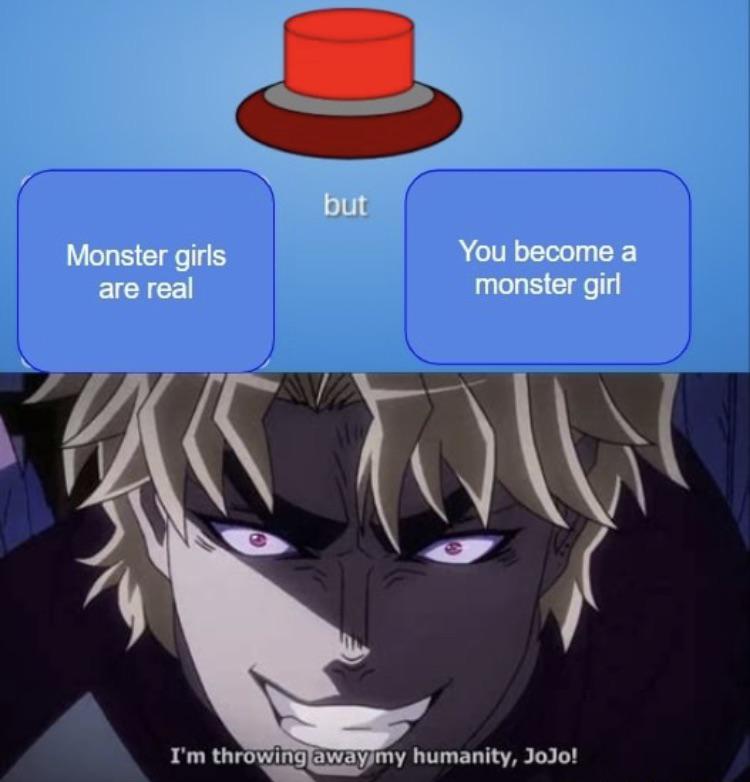 but
Monster girls
are real
You become a
monster girl
I'm throwing away my humanity, JoJo!